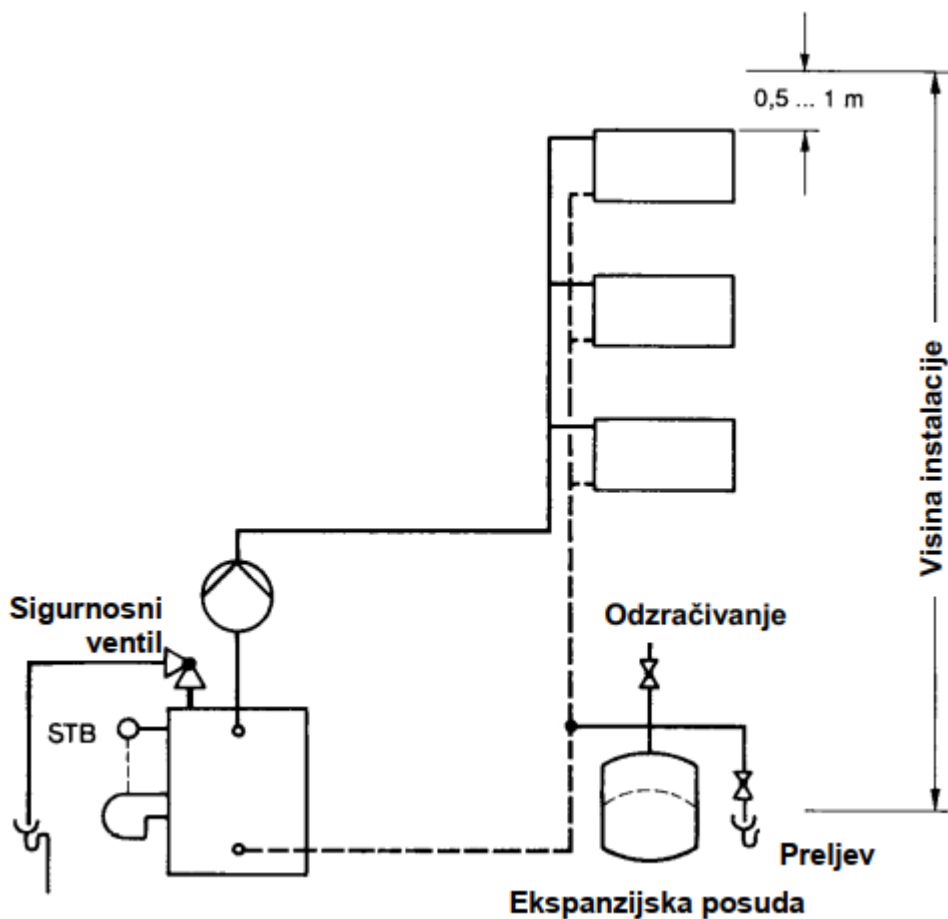 0,5 ... 1 m
Visina instalacije
Sigurnosni
ventil
Odzračivanje
STB
Preljev
Ekspanzijska posuda